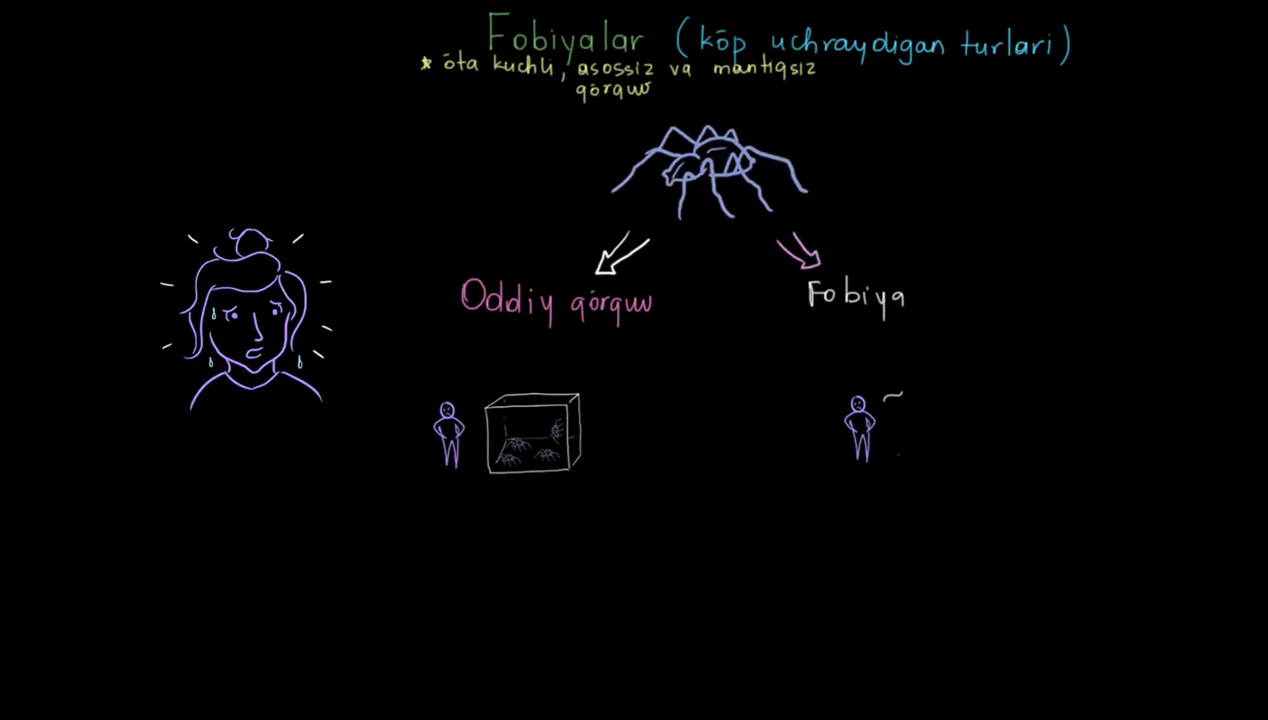 Fobiyalar (kōp uchraydigan turlari)
* ōta kuchli, asossiz va mantiqsiz
qōrquv
Oddiy qōrquv
Fobiya